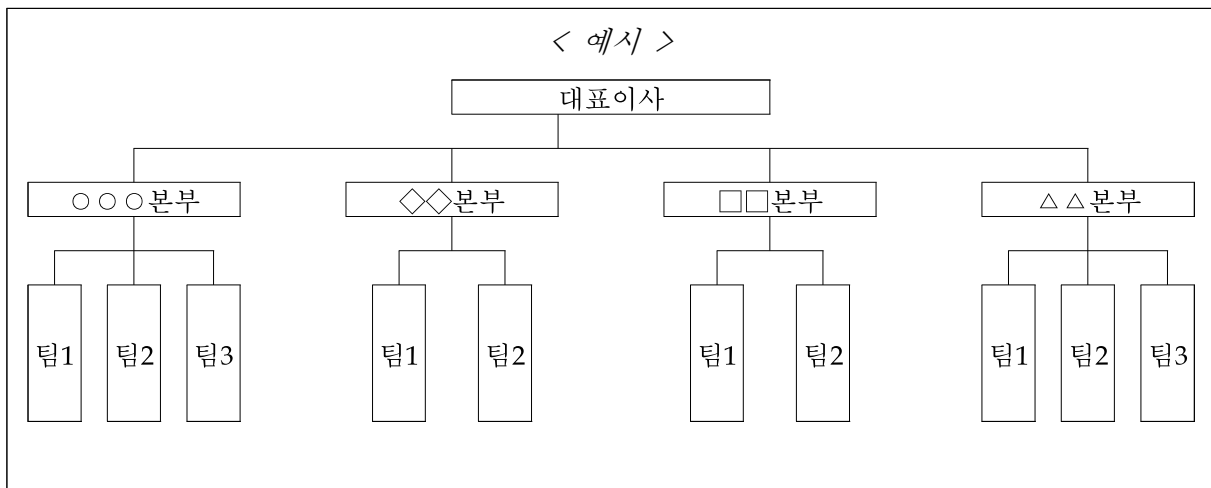 < 예시 >
대표이사
○○○본부 ◇◇본부 □□본부 △△본부
팀1 팀2 팀3 팀1 팀2 팀1 팀2 팀1 팀2 팀3